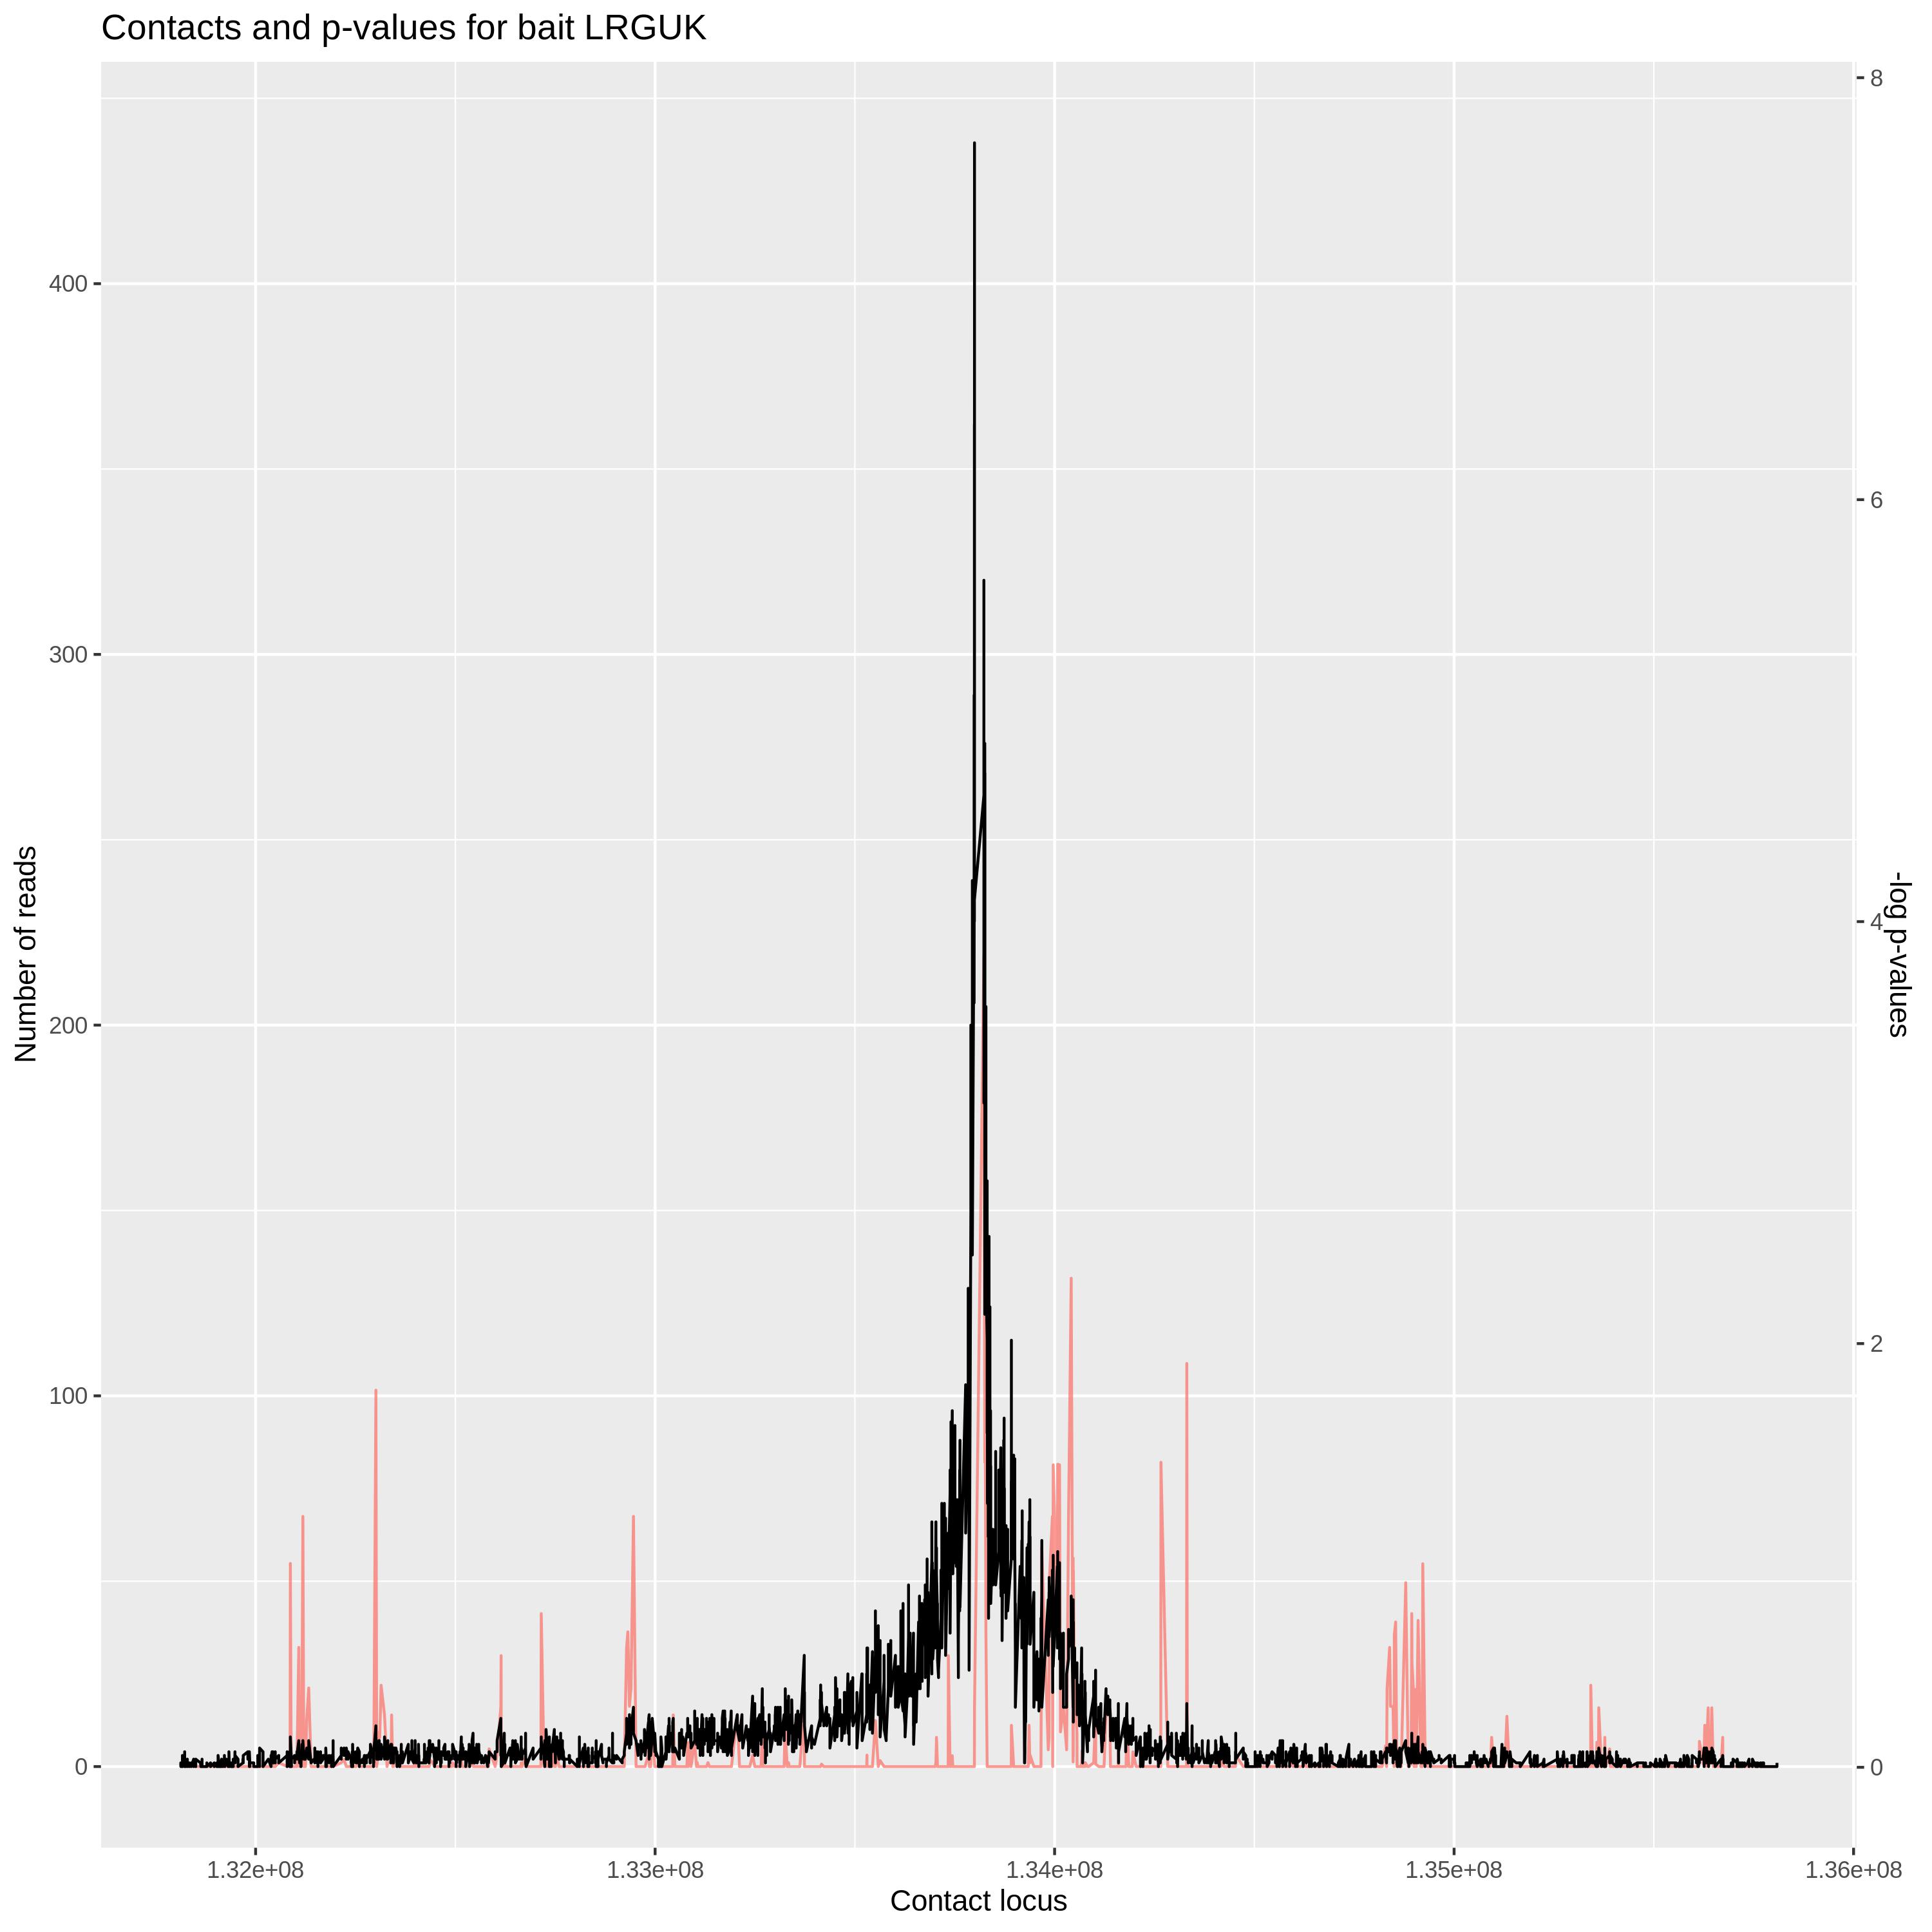 Contacts and p-values for bait LRGUK
8
400
6
300
Number of reads
4
-log p-values
200
2
100
0
0
1.32e+08 1.33e+08 1.34e+08 1.35e+08 1.36e+08
Contact locus